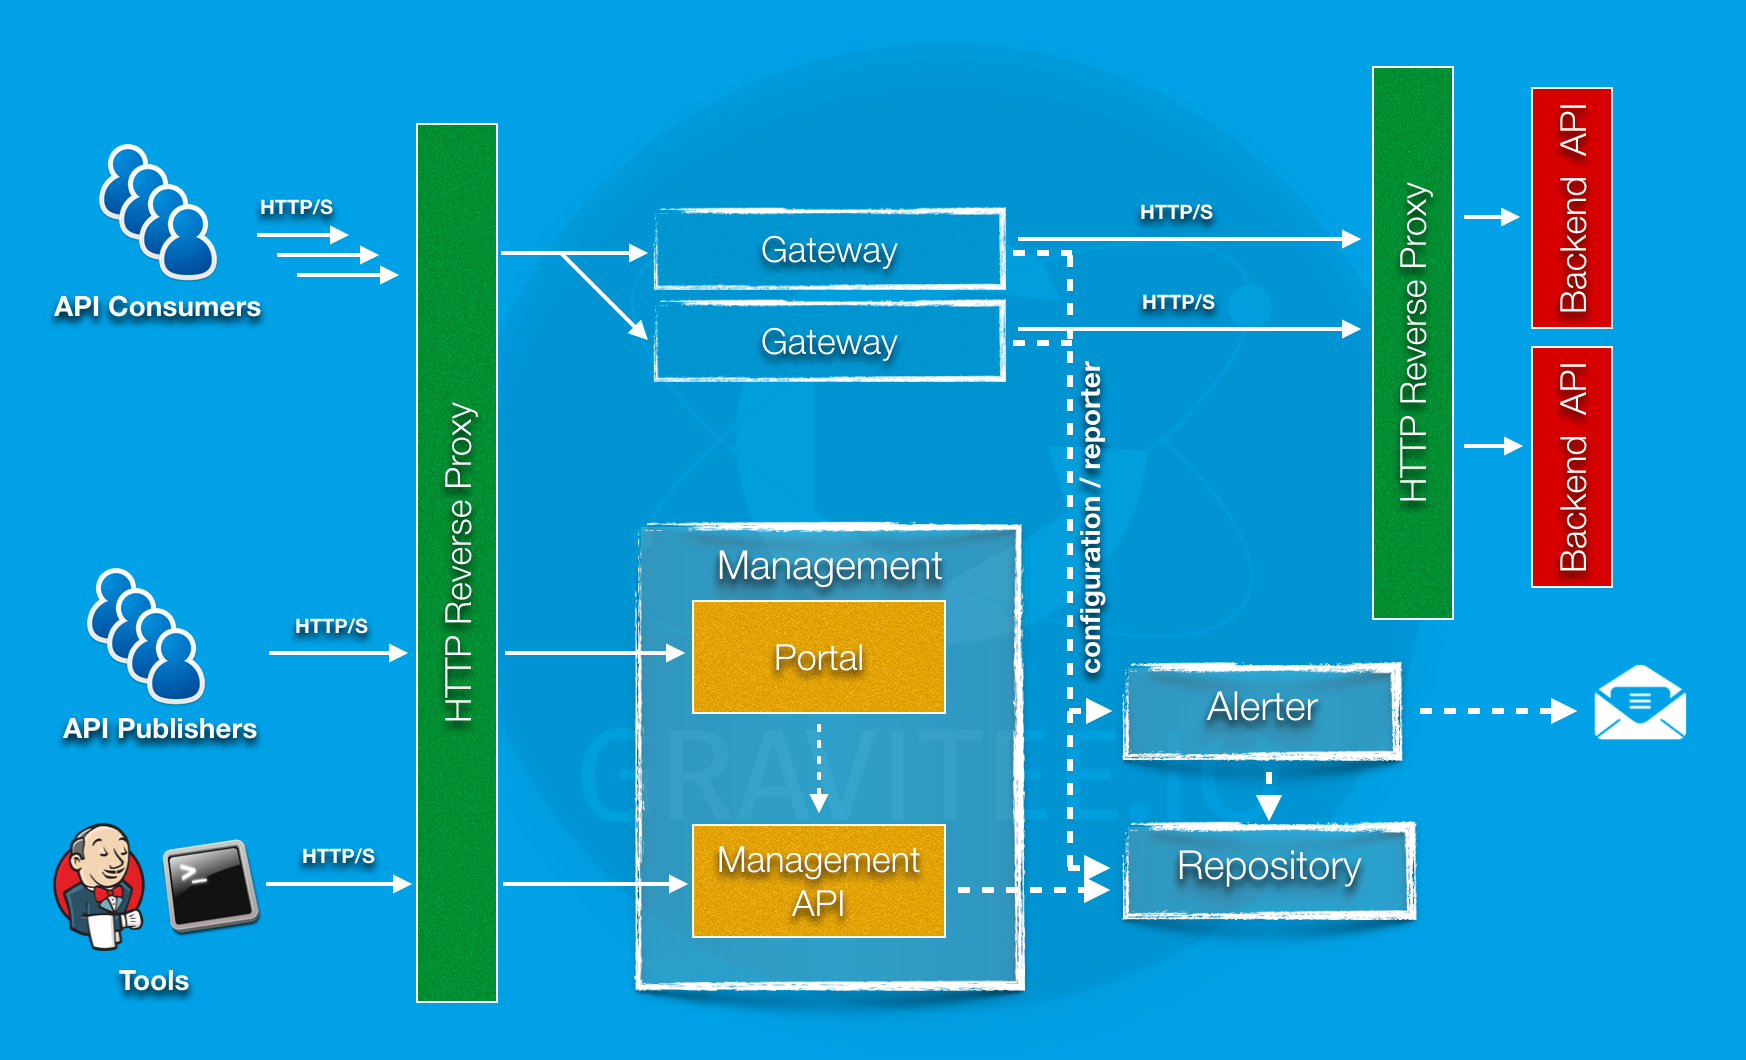 HTTP/S
API Consumers
HTTP Reverse Proxy
Gateway
Gateway
HTTP/S
HTTP/S
HTTP Reverse Proxy
Backend API
Backend API
configuration / reporter
API Publishers
HTTP/S
Management
Portal
Management
API
Alerter
Repository
HTTP/S
>_
Tools
GRAVITEE.IO